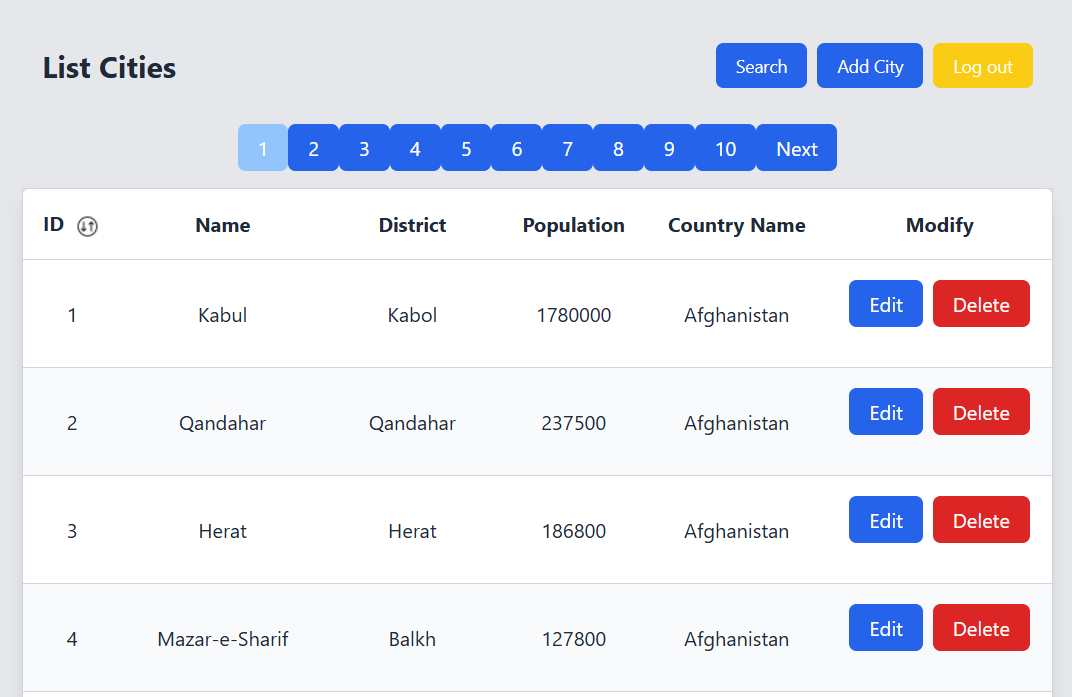 List Cities Search Add City Log out
1 2 3 4 5 6 7 8 9 10 Next
ID Name District Population Country Name Modify
1 Kabul Kabol 1780000 Afghanistan Edit Delete
2 Qandahar Qandahar 237500 Afghanistan Edit Delete
3 Herat Herat 186800 Afghanistan Edit Delete
4 Mazar-e-Sharif Balkh 127800 Afghanistan Edit Delete